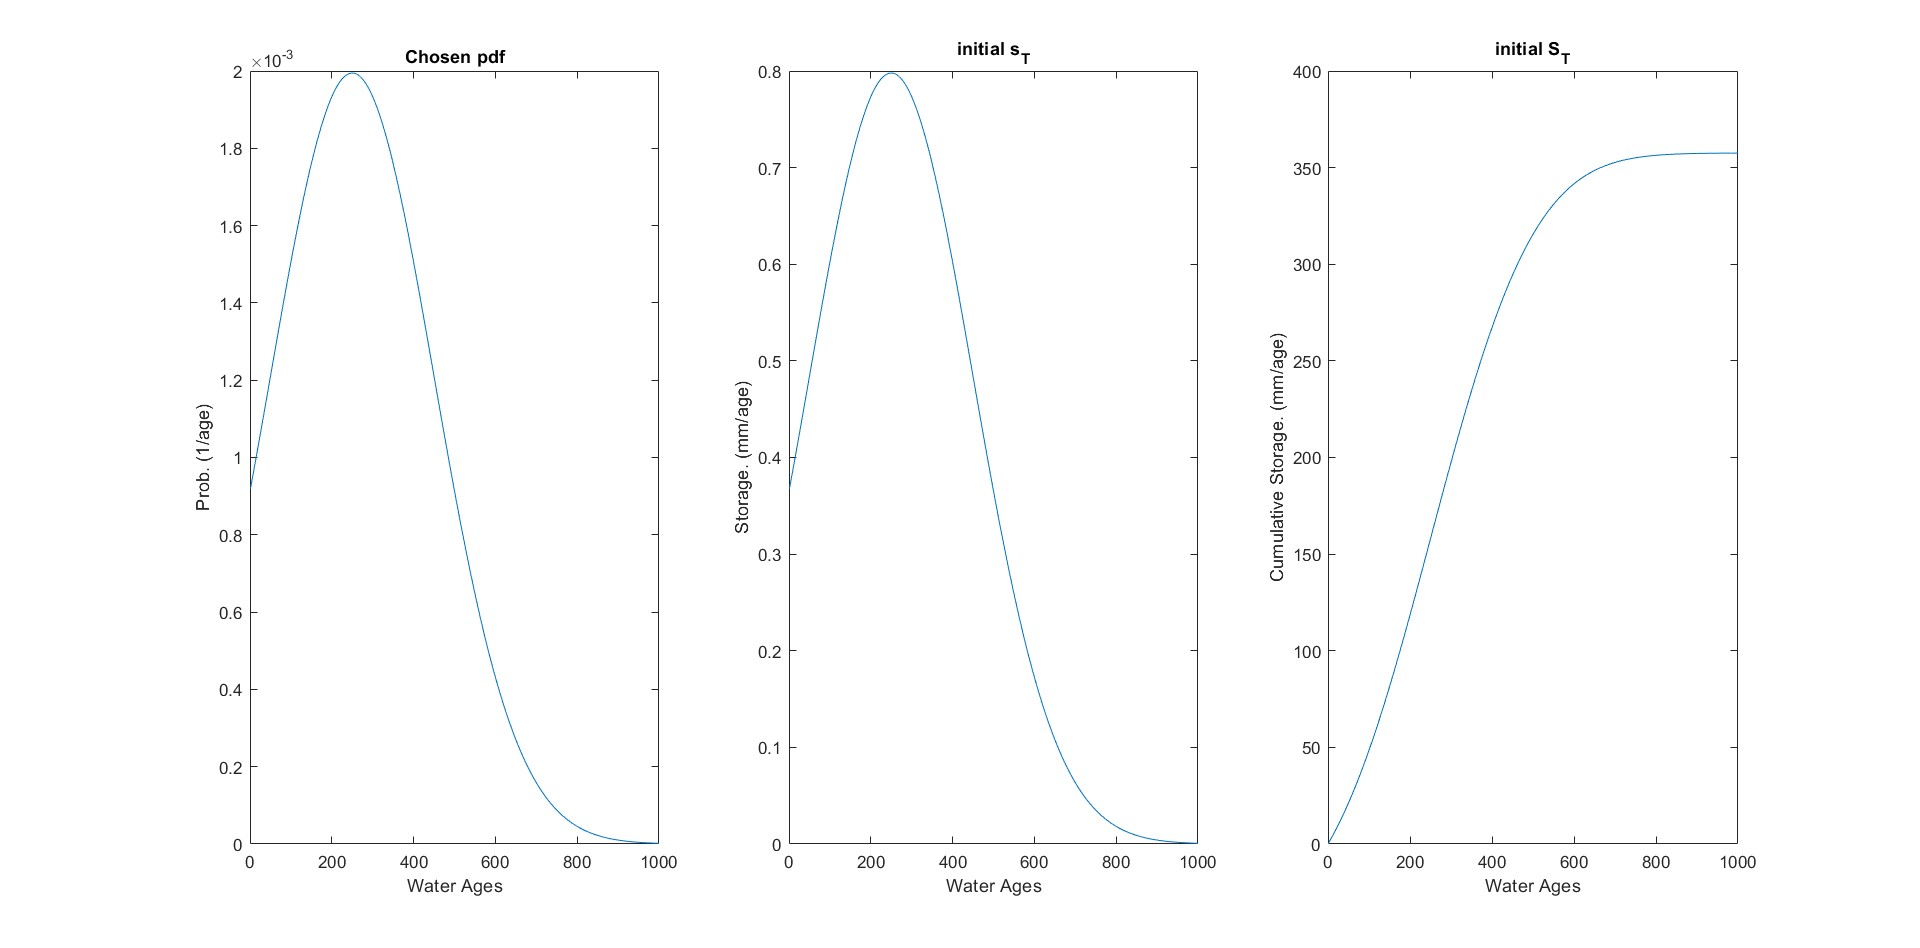 Chosen pdf
×10-3
2
1.8
1.6
1.4
1.2
1
0.8
0.6
0.4
0.2
0
Prob. (1/age)
0 200 400 600 800 1000
Water Ages
initial sT
0.8
0.7
0.6
0.5
0.4
0.3
0.2
0.1
0
Storage. (mm/age)
0 200 400 600 800 1000
Water Ages
initial ST
400
350
300
250
200
150
100
50
0
Cumulative Storage. (mm/age)
0 200 400 600 800 1000
Water Ages